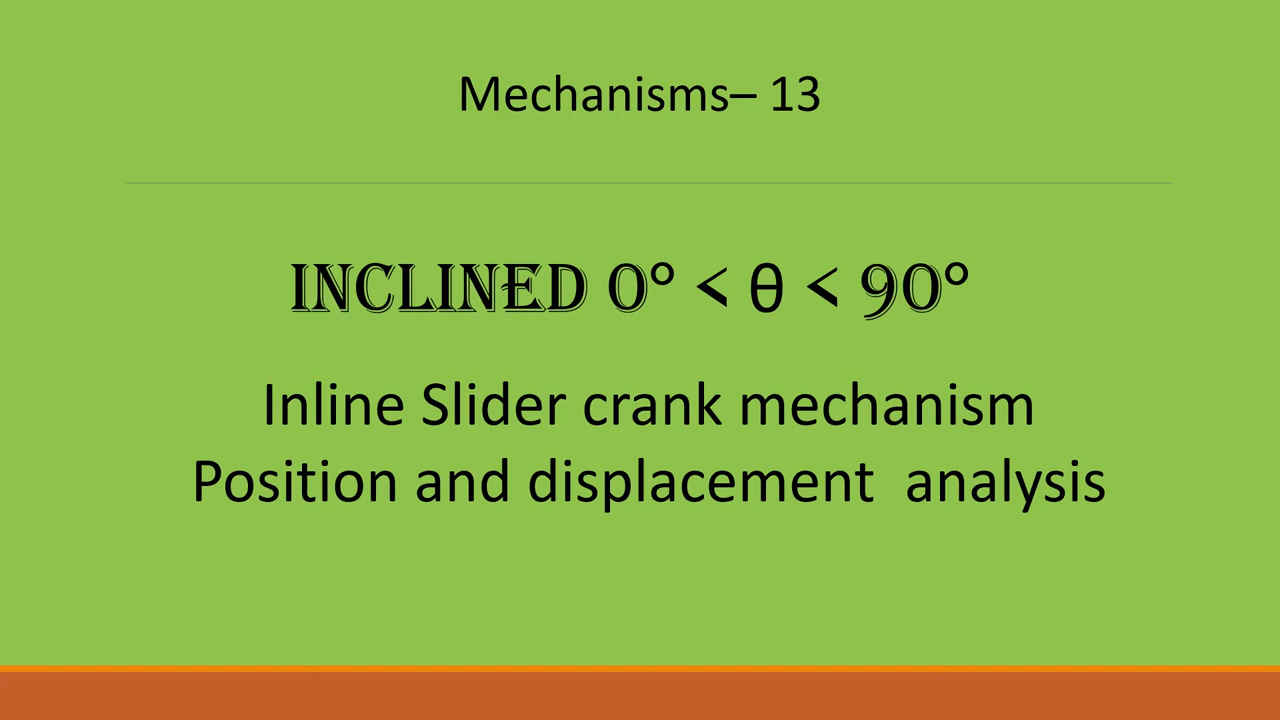 Mechanisms– 13
INCLINED 0° < θ < 90°
Inline Slider crank mechanism
Position and displacement  analysis